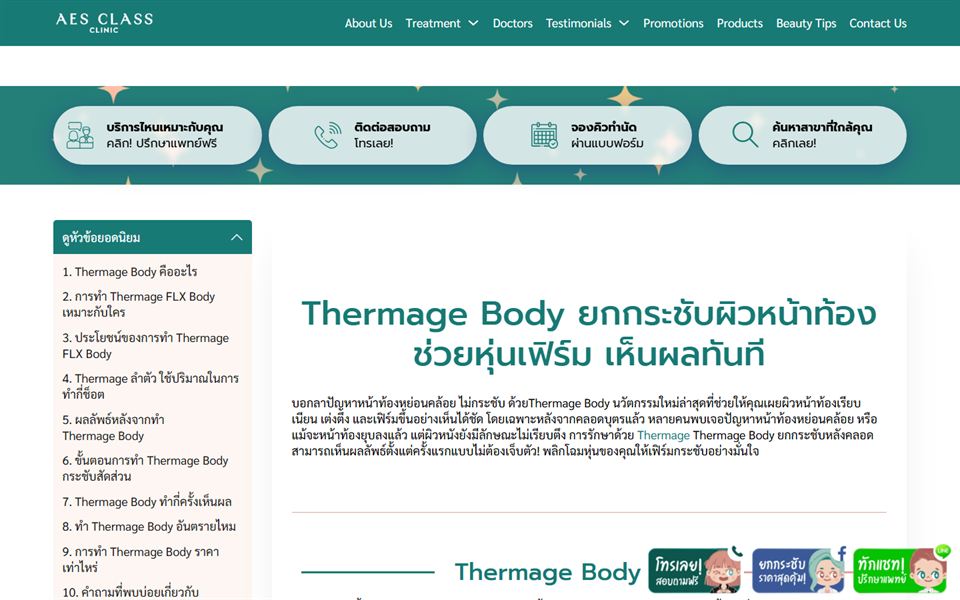 AES CLASS
CLINIC
About Us
Treatment
Doctors
Testimonials
Promotions
Products
Beauty Tips
Contact Us
บริการไหนเหมาะกับคุณ
คลิก! ปรึกษาแพทย์ฟรี
ติดต่อสอบถาม
โทรเลย!
จองคิวทำนัด
ผ่านแบบฟอร์ม
ค้นหาสาขาที่ใกล้คุณ
คลิกเลย!
ดูหัวข้อยอดนิยม
1. Thermage Body คืออะไร
2. การทำ Thermage FLX Body
เหมาะกับใคร
3. ประโยชน์ของการทำ Thermage
FLX Body
4. Thermage ลำตัว ใช้ปริมาณในการ
ทำกี่ช็อต
5. ผลลัพธ์หลังจากทำ
Thermage Body
6. ขั้นตอนการทำ Thermage Body
กระชับสัดส่วน
7. Thermage Body ทำกี่ครั้งเห็นผล
8. ทำ Thermage Body อันตรายไหม
9. การทำ Thermage Body ราคา
เท่าไหร่
10. คำถามที่พบบ่อยเกี่ยวกับ
Thermage Body ยกกระชับผิวหน้าท้อง
ช่วยหุ่นเฟิร์ม เห็นผลทันที
บอกลาปัญหาหน้าท้องหย่อนคล้อย ไม่กระชับ ด้วยThermage Body นวัตกรรมใหม่ล่าสุดที่ช่วยให้คุณเผยผิวหน้าท้องเรียบ
เนียน เต่งตึง และเฟิร์มขึ้นอย่างเห็นได้ชัด โดยเฉพาะหลังจากคลอดบุตรแล้ว หลายคนพบเจอปัญหาหน้าท้องหย่อนคล้อย หรือ
แม้จะหน้าท้องยุบลงแล้ว แต่ผิวหนังยังมีลักษณะไม่เรียบตึง การรักษาด้วย Thermage Thermage Body ยกกระชับหลังคลอด
สามารถเห็นผลลัพธ์ตั้งแต่ครั้งแรกแบบไม่ต้องเจ็บตัว! พลิกโฉมหุ่นของคุณให้เฟิร์มกระชับอย่างมั่นใจ
Thermage Body
โทรเลย!
สอบถามฟรี
ยกกระชับ
ราคาสุดคุ้ม!
ทักแชท!
ปรึกษาแพทย์
LINE